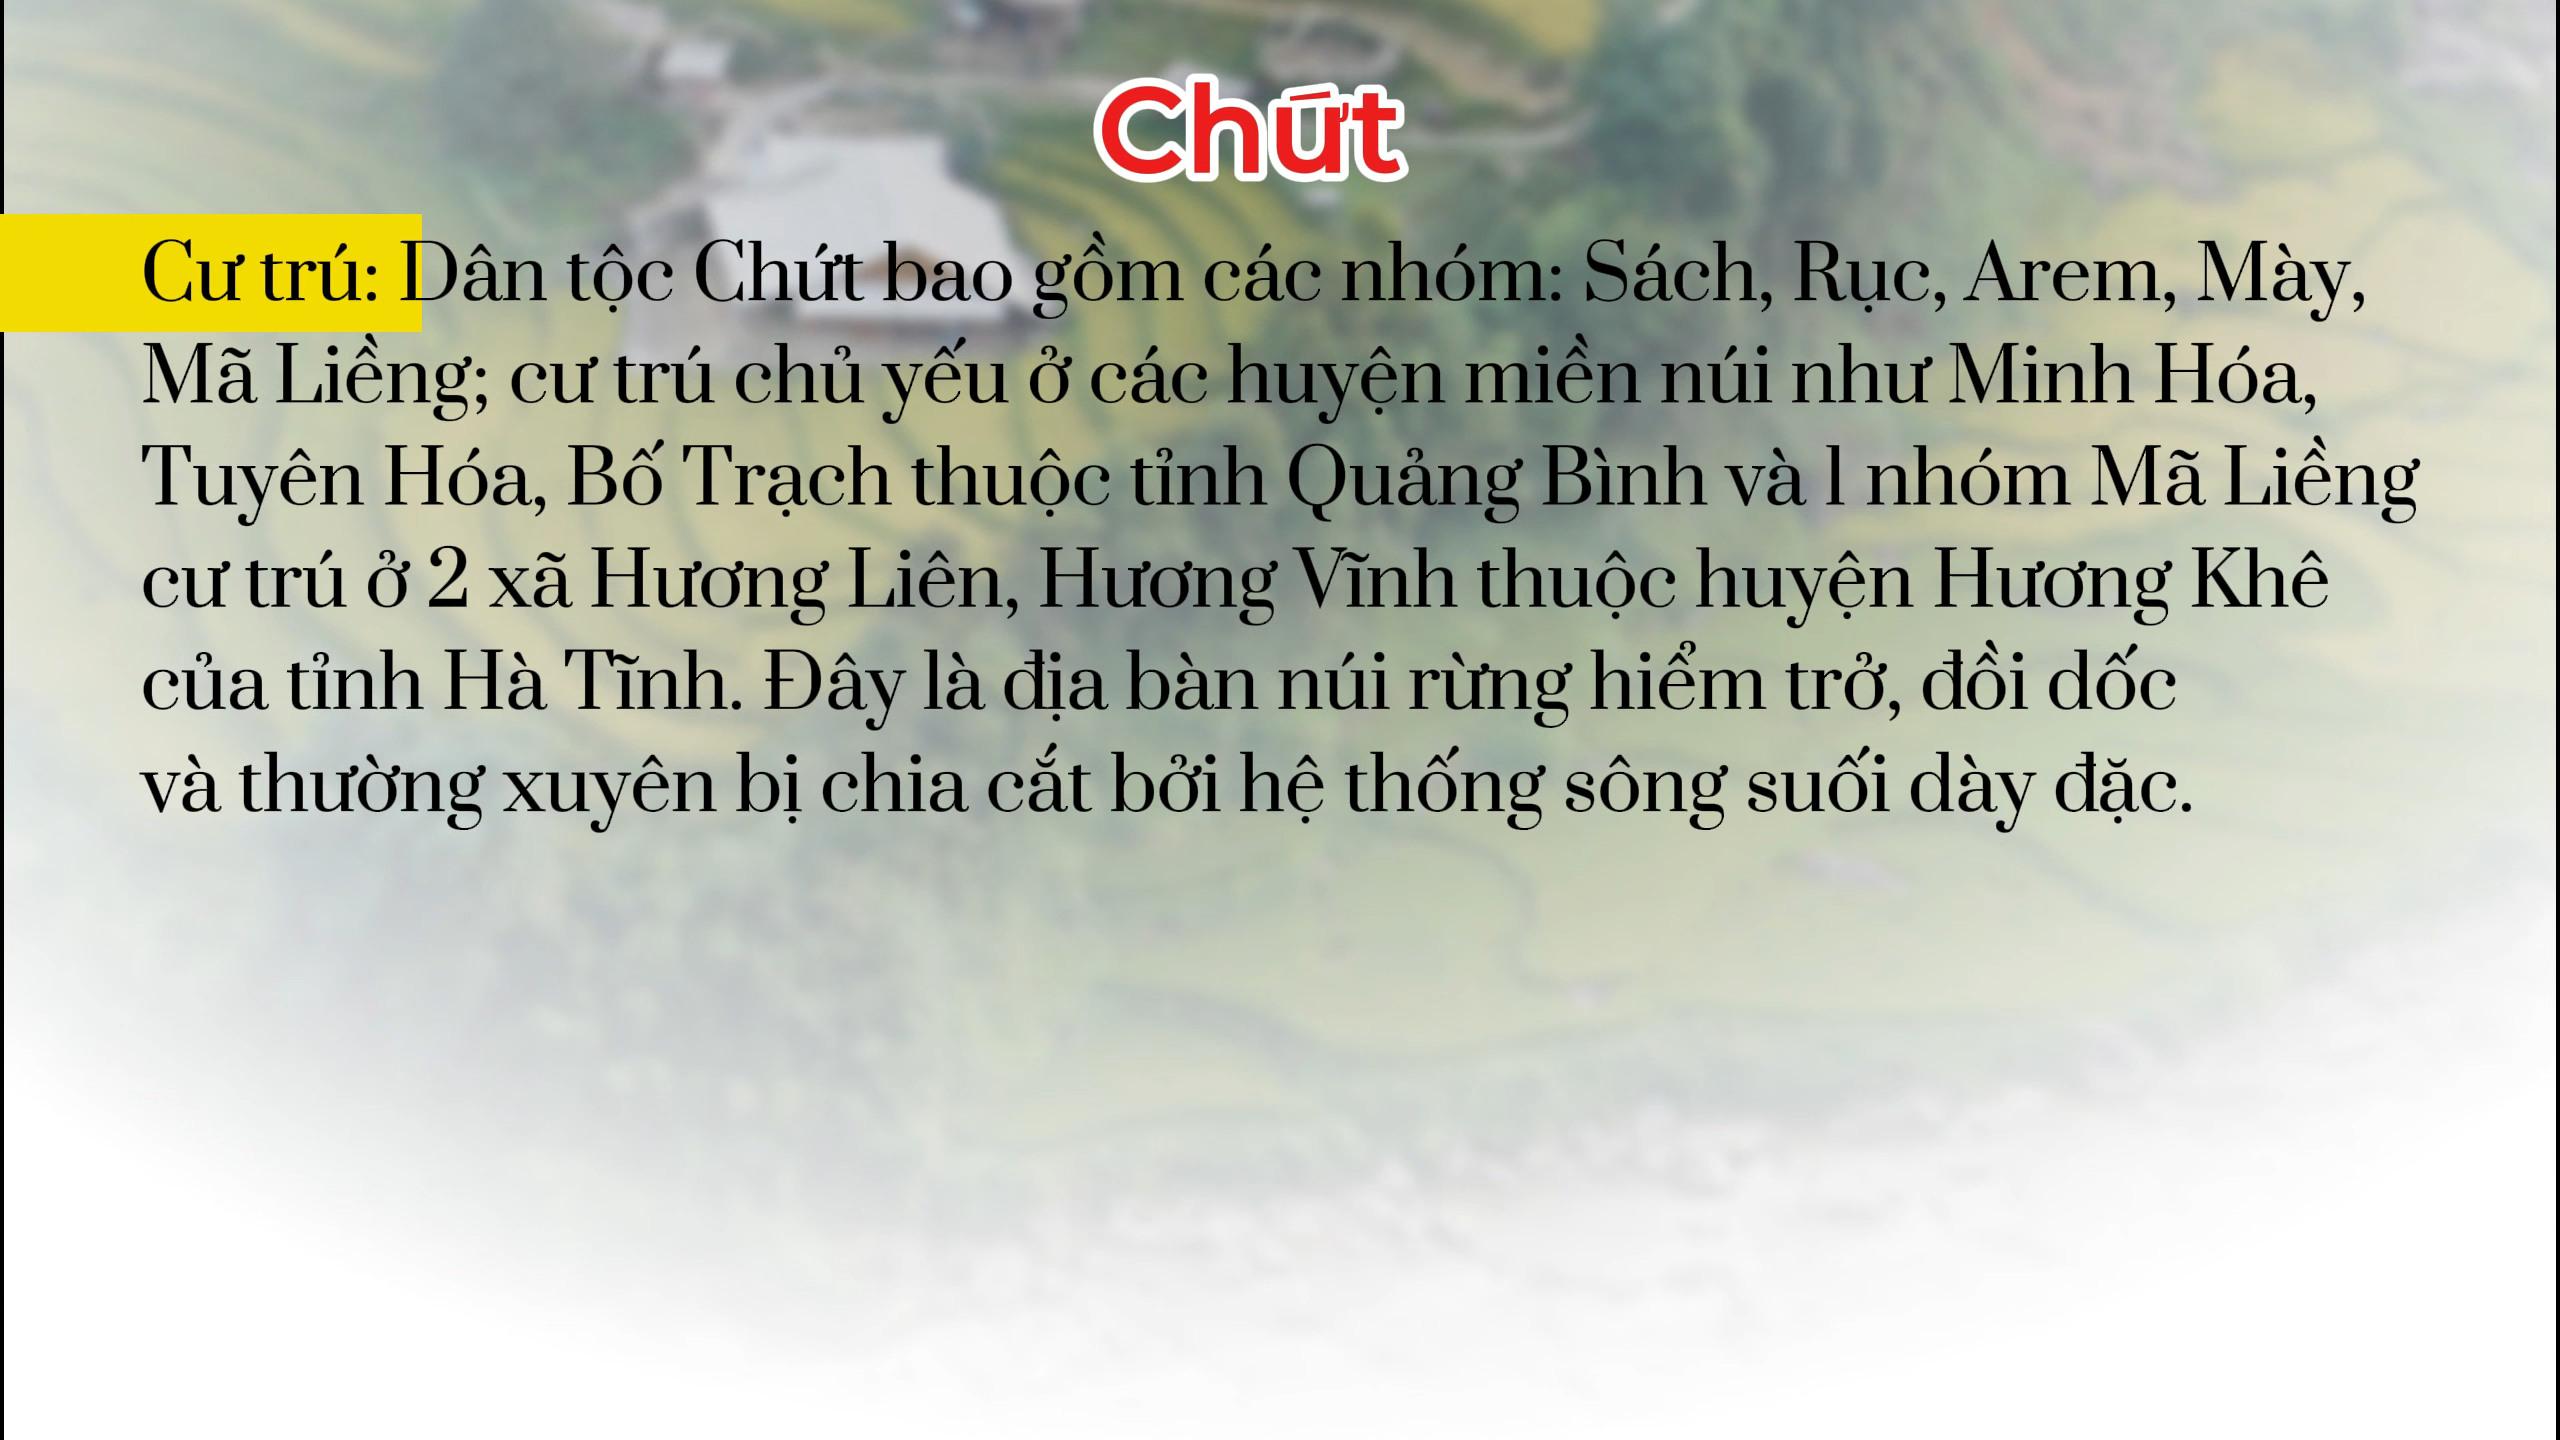 Chứt
Cư trú: Dân tộc Chứt bao gồm các nhóm: Sách, Rục, Arem, Mày,
Mã Liềng; cư trú chủ yếu ở các huyện miền núi như Minh Hóa,
Tuyên Hóa, Bố Trạch thuộc tỉnh Quảng Bình và 1 nhóm Mã Liềng
cư trú ở 2 xã Hương Liên, Hương Vĩnh thuộc huyện Hương Khê
của tỉnh Hà Tĩnh. Đây là địa bàn núi rừng hiểm trở, đồi dốc
và thường xuyên bị chia cắt bởi hệ thống sông suối dày đặc.